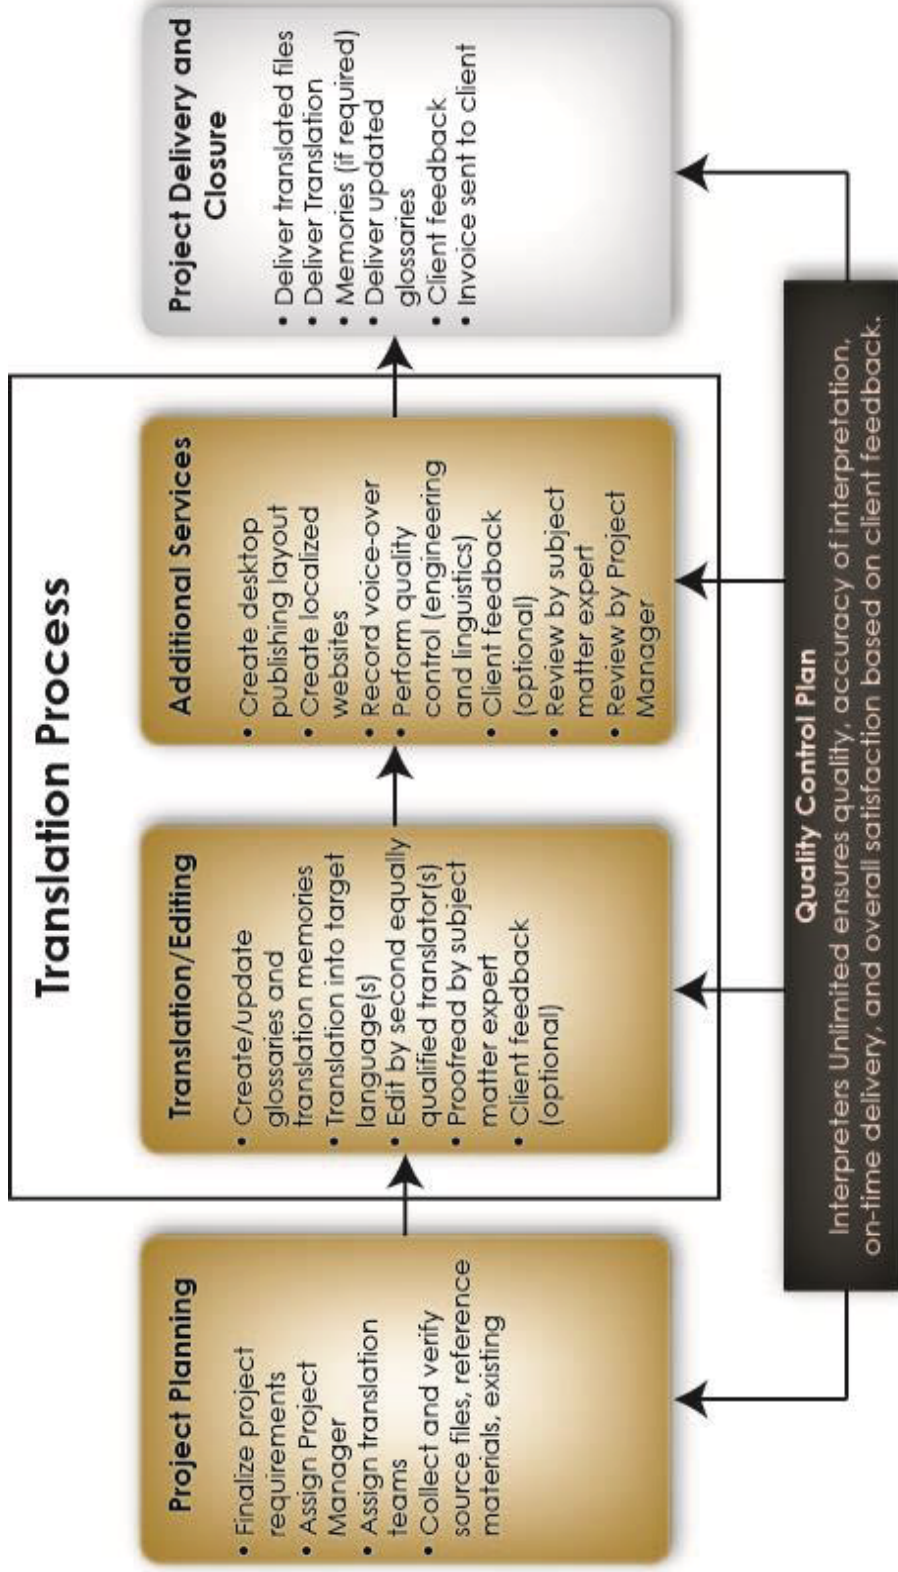 Translation Process
Project Planning
• Finalize project
requirements
• Assign Project
Manager
• Assign translation
teams
• Collect and verify
source files, reference
materials, existing
Translation/Editing
• Create/update
glossaries and
translation memories
• Translation into target
language(s)
• Edit by second equally
qualified translator(s)
• Proofread by subject
matter expert
• Client feedback
(optional)
Additional Services
• Create desktop
publishing layout
• Create localized
websites
• Record voice-over
• Perform quality
control (engineering
and linguistics)
• Client feedback
(optional)
• Review by subject
matter expert
• Review by Project
Manager
Project Delivery and
Closure
• Deliver translated files
• Deliver Translation
• Memories (if required)
• Deliver updated
glossaries
• Client feedback
• Invoice sent to client
Quality Control Plan
Interpreters Unlimited ensures quality, accuracy of interpretation,
on-time delivery, and overall satisfaction based on client feedback.